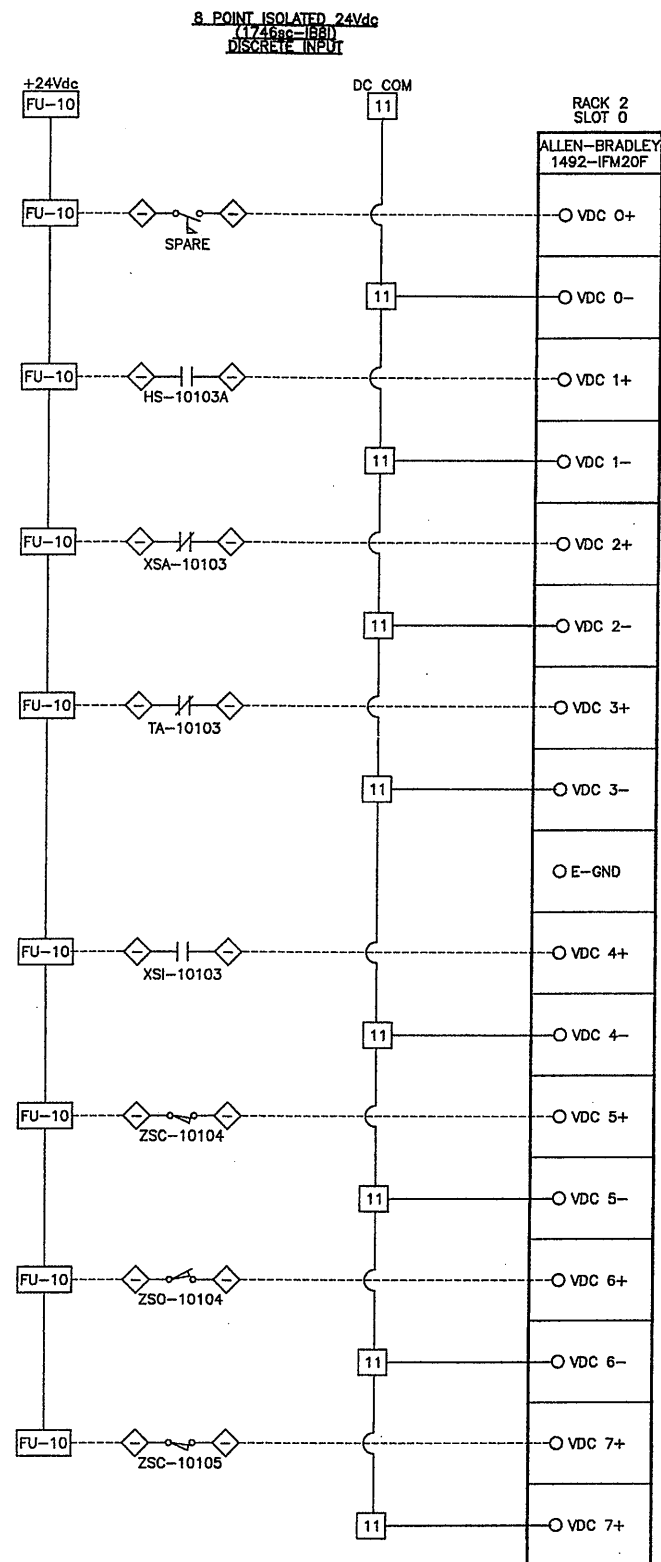 8 POINT ISOLATED 24Vdc
(1746sc-IB8I)
DISCRETE INPUT
+24Vdc
FU-10
DC COM
11
RACK 2
SLOT 0
ALLEN-BRADLEY
1492-IFM20F
FU-10
SPARE
VDC 0+
11
VDC 0-
FU-10
HS-10103A
VDC 1+
11
VDC 1-
FU-10
XSA-10103
VDC 2+
11
VDC 2-
FU-10
TA-10103
VDC 3+
11
VDC 3-
E-GND
FU-10
XSI-10103
VDC 4+
11
VDC 4-
FU-10
ZSC-10104
VDC 5+
11
VDC 5-
FU-10
ZSO-10104
VDC 6+
11
VDC 6-
FU-10
ZSC-10105
VDC 7+
11
VDC 7+